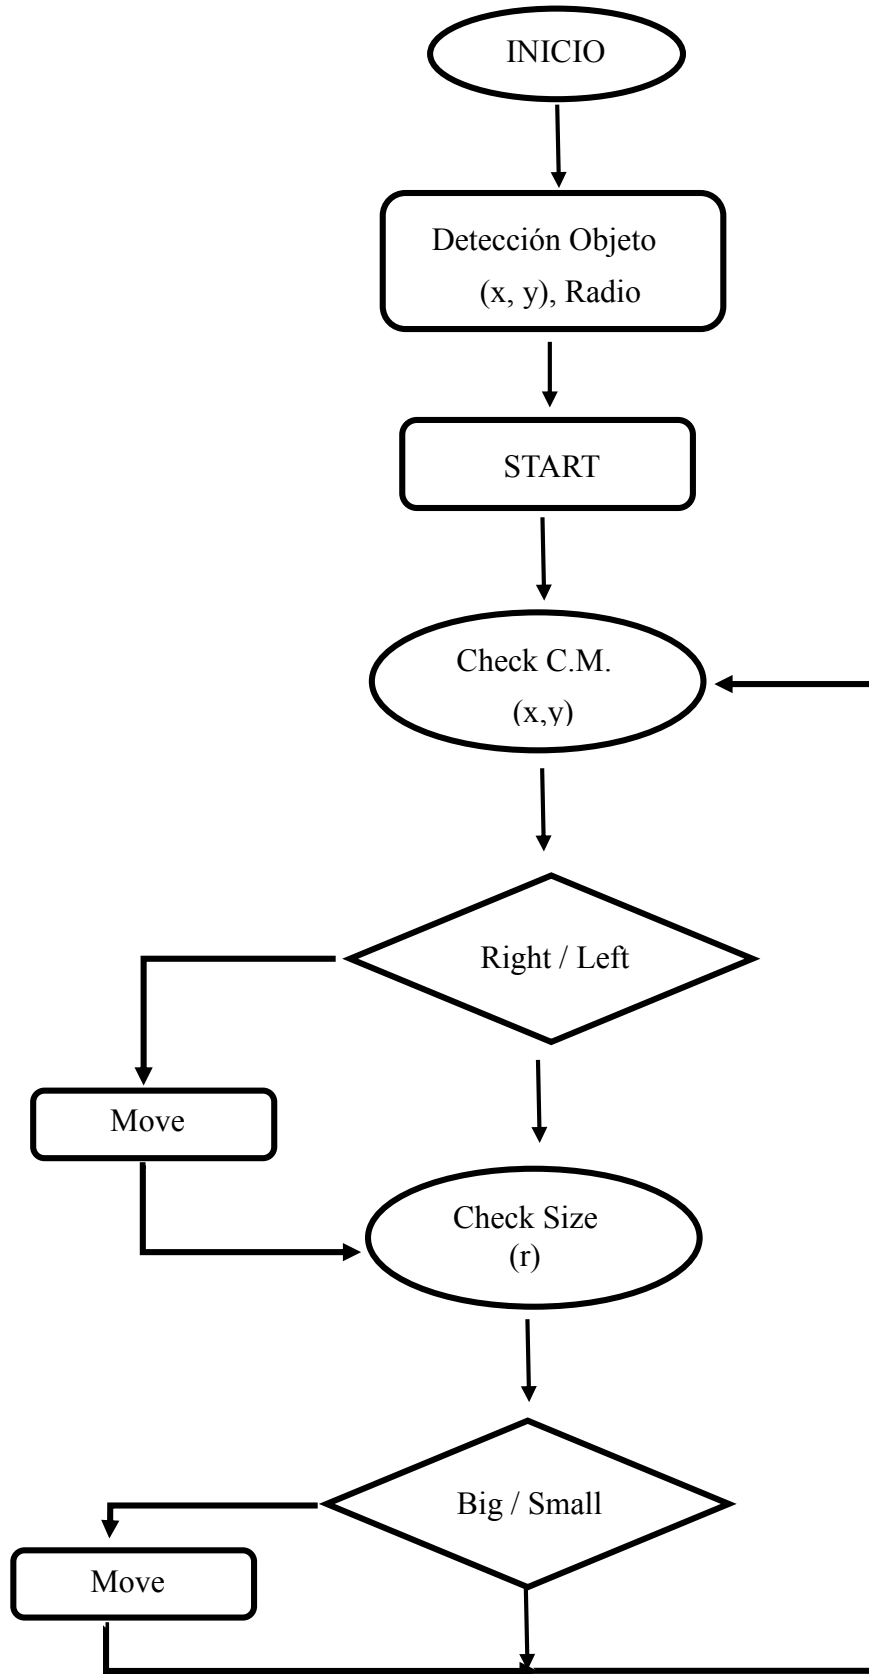 INICIO
Detección Objeto
(x, y), Radio
START
Check C.M.
(x,y)
Right / Left
Move
Check Size
(r)
Big / Small
Move